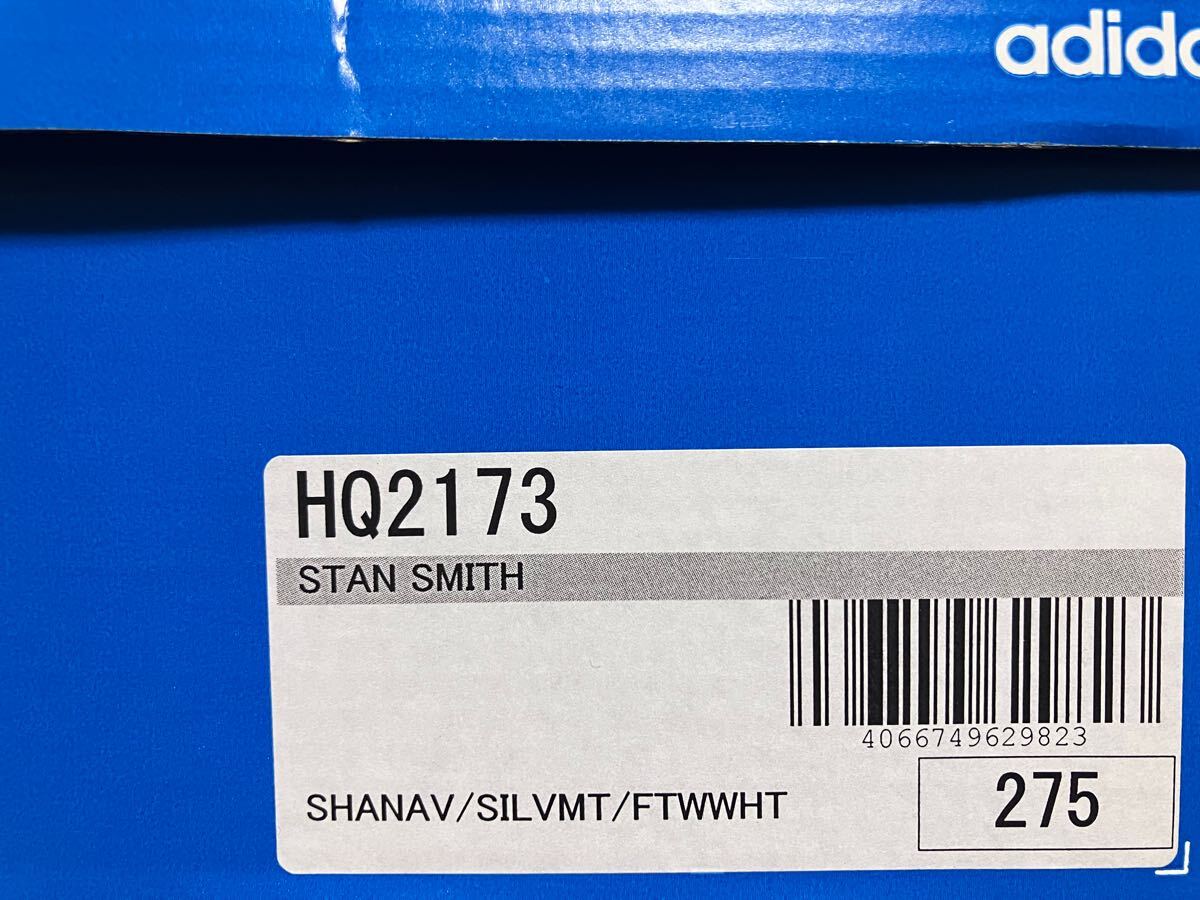 adida
HQ2173
STAN SMITH
4066749629823
SHANAV/SILVMT/FTWWHT
275